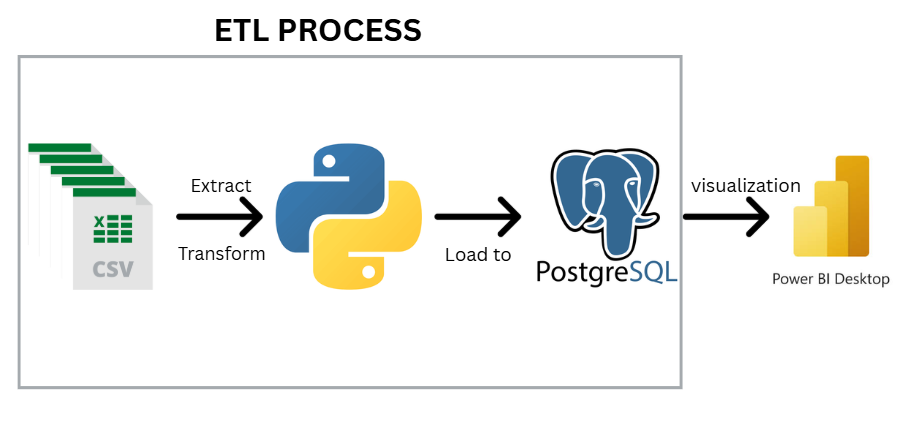 ETL PROCESS
Extract
Transform
X
CSV
Load to
PostgreSQL
visualization
Power BI Desktop